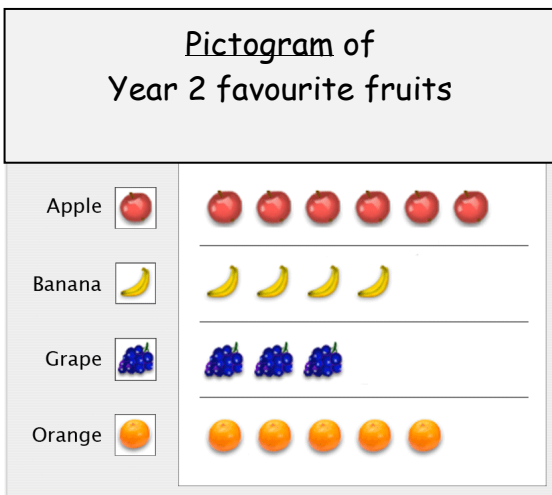 Pictogram of
Year 2 favourite fruits
Apple
Banana
Grape
Orange